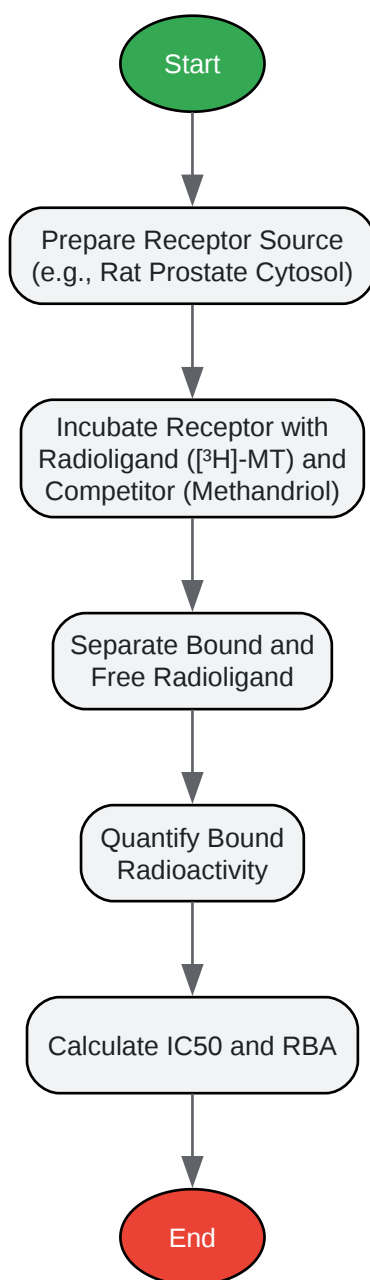 Start
Prepare Receptor Source
(e.g., Rat Prostate Cytosol)
Incubate Receptor with
Radioligand ([³H]-MT) and
Competitor (Methandriol)
Separate Bound and
Free Radioligand
Quantify Bound
Radioactivity
Calculate IC50 and RBA
End